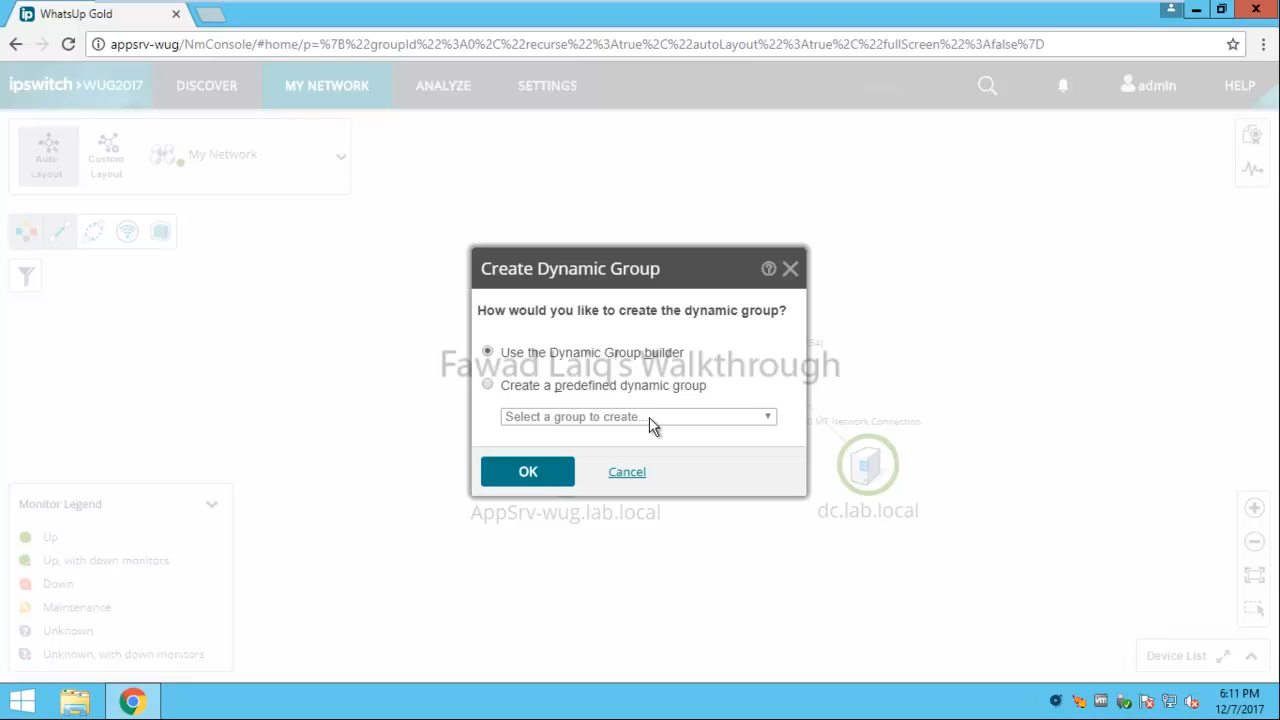 WhatsUp Gold
appsrv-wug/NmConsole/#home/p=%7B%22groupId%22%3A0%2C%22recurse%22%3Atrue%2C%22autoLayout%22%3Atrue%2C%22fullScreen%22%3Afalse%7D
ipswitch WUG2017 DISCOVER MY NETWORK ANALYZE SETTINGS admin HELP
Auto Layout
Custom Layout
My Network
Create Dynamic Group
How would you like to create the dynamic group?
Use the Dynamic Group builder
Fawad Laiq's Walkthrough
Create a predefined dynamic group
Select a group to create...
MT Network Connection
OK Cancel
AppSrv-wug.lab.local
dc.lab.local
Monitor Legend
Up
Up, with down monitors
Down
Maintenance
Unknown
Unknown, with down monitors
Device List
6:11 PM
12/7/2017